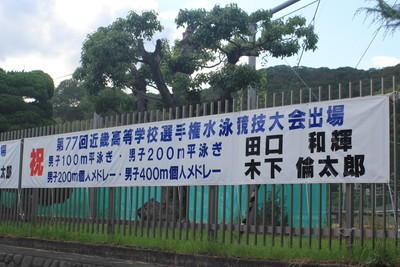 場
太郎
祝
第77回近畿高等学校選手権水泳競技大会出場
男子100m平泳ぎ・男子200m平泳ぎ 田口 和輝
男子200m個人メドレー・男子400m個人メドレー 木下 倫太郎